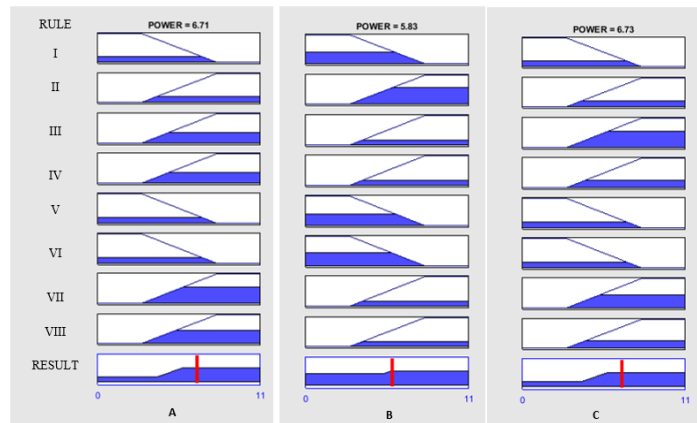 RULE
POWER = 6.71
POWER = 5.83
POWER = 6.73
I
II
III
IV
V
VI
VII
VIII
RESULT
0
11
0
11
0
11
A
B
C